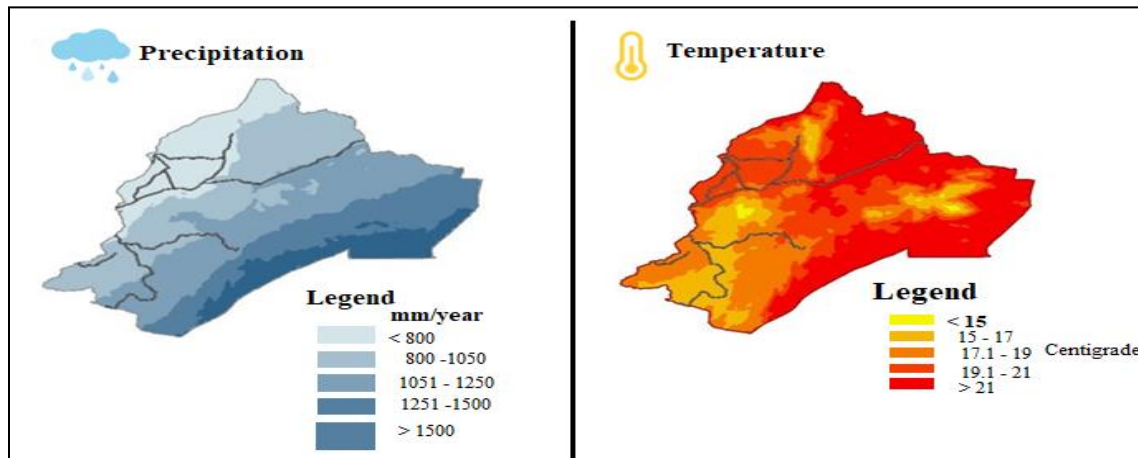 Precipitation
Legend
mm/year
< 800
800 -1050
1051 - 1250
1251 -1500
> 1500
Temperature
Legend
< 15
15 - 17
17.1 - 19
Centigrade
19.1 - 21
> 21